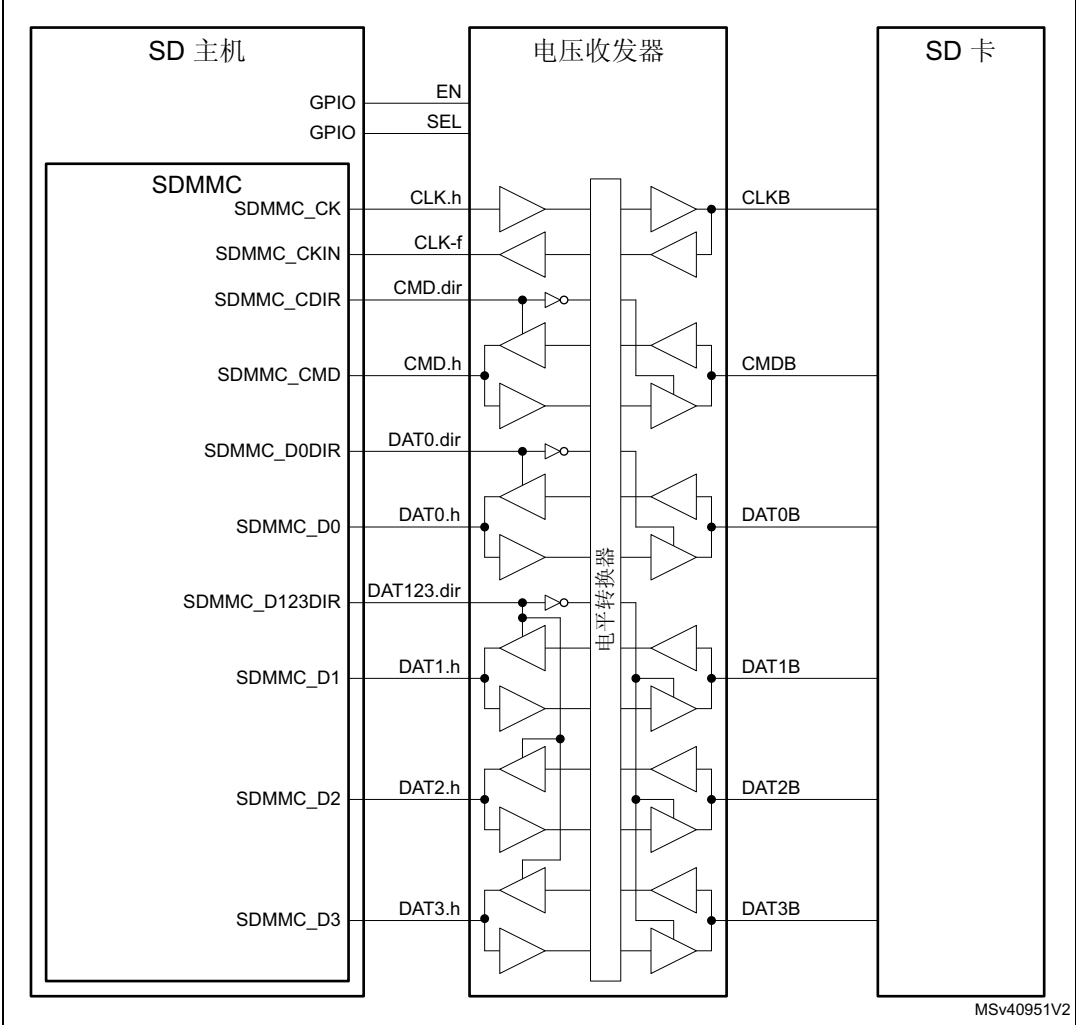 SD 主机
电压收发器
SD 卡
GPIO
EN
GPIO
SEL
SDMMC
SDMMC_CK
CLK.h
CLKB
SDMMC_CKIN
CLK-f
SDMMC_CDIR
CMD.dir
SDMMC_CMD
CMD.h
CMDB
SDMMC_D0DIR
DAT0.dir
SDMMC_D0
DAT0.h
DAT0B
电平转换器
SDMMC_D123DIR
DAT123.dir
SDMMC_D1
DAT1.h
DAT1B
SDMMC_D2
DAT2.h
DAT2B
SDMMC_D3
DAT3.h
DAT3B
MSv40951V2